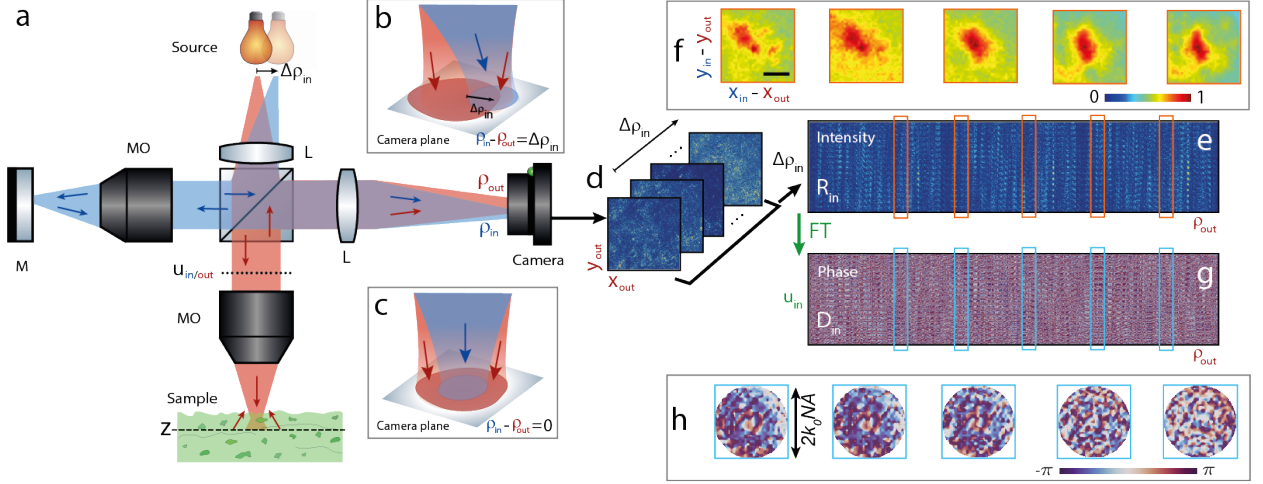 a
Source
Δρin
MO
L
M
uin/out
MO
Sample
Z
L
ρout
ρin
Camera
b
Δρin
Camera plane
ρin-ρout=Δρin
c
Camera plane
ρin-ρout=0
d
Δρin
yout
xout
Δρin
f
yin - yout
xin - xout
0
1
Intensity
e
Rin
ρout
FT
uin
Phase
g
Din
ρout
h
2k0NA
-π
π